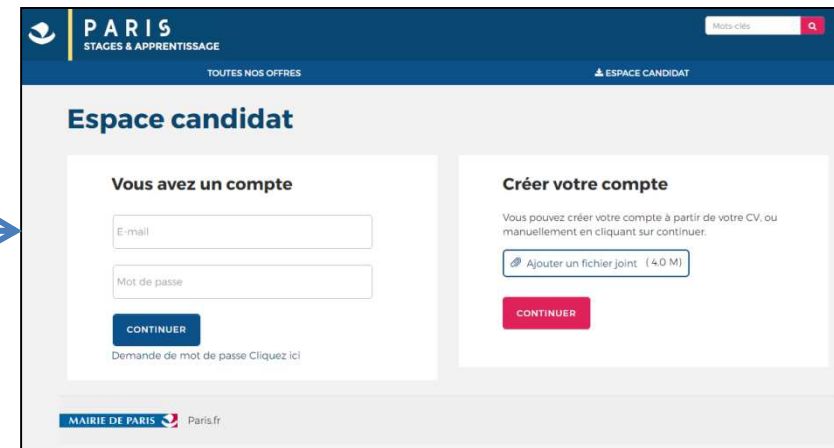 PARIS
STAGES & APPRENTISSAGE
Mots-clés
TOUTES NOS OFFRES
ESPACE CANDIDAT
Espace candidat
Vous avez un compte
E-mail
Mot de passe
CONTINUER
Demande de mot de passe Cliquez ici
Créer votre compte
Vous pouvez créer votre compte à partir de votre CV, ou
manuellement en cliquant sur continuer.
Ajouter un fichier joint (4.0 M)
CONTINUER
MAIRIE DE PARIS Paris.fr